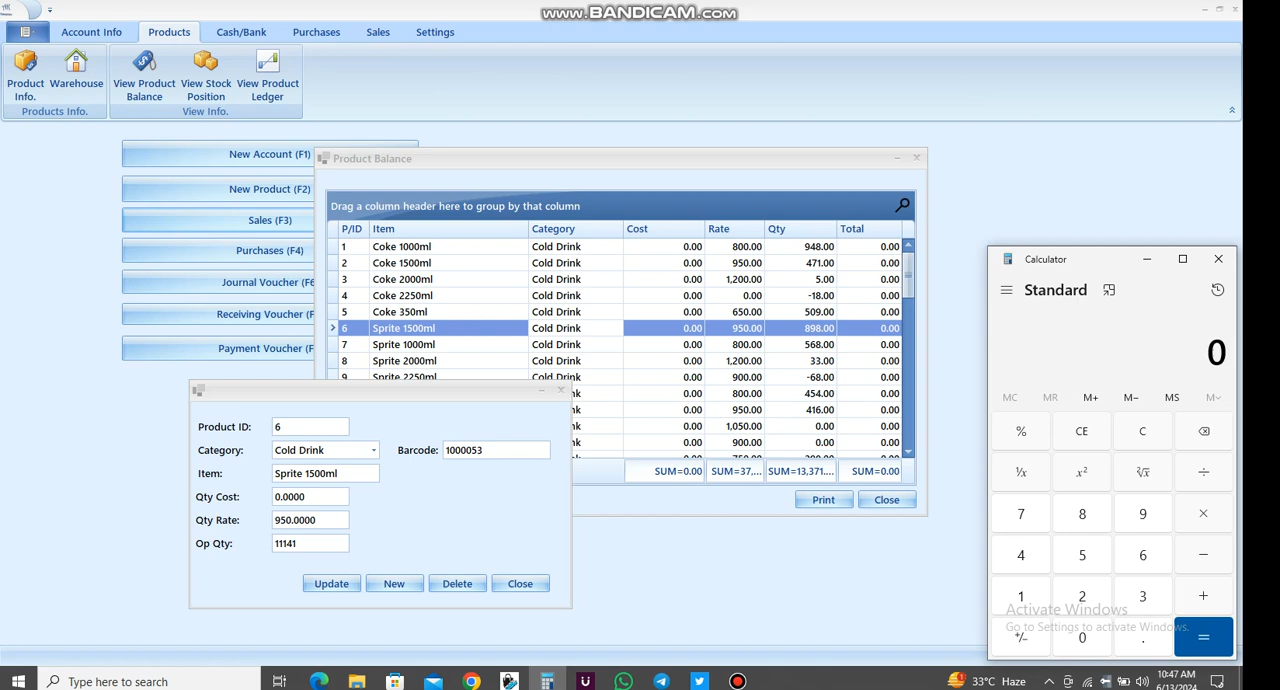 www.BANDICAM.com
Account Info Products Cash/Bank Purchases Sales Settings
Product Info. Warehouse View Product Balance View Stock Position View Product Ledger
Products Info. View Info.
New Account (F1)
New Product (F2)
Sales (F3)
Purchases (F4)
Journal Voucher (F6
Receiving Voucher (F
Payment Voucher (F
Product Balance
Drag a column header here to group by that column
P/ID Item Category Cost Rate Qty Total
1 Coke 1000ml Cold Drink 0.00 800.00 948.00 0.00
2 Coke 1500ml Cold Drink 0.00 950.00 471.00 0.00
3 Coke 2000ml Cold Drink 0.00 1,200.00 5.00 0.00
4 Coke 2250ml Cold Drink 0.00 0.00 -18.00 0.00
5 Coke 350ml Cold Drink 0.00 650.00 509.00 0.00
6 Sprite 1500ml Cold Drink 0.00 950.00 898.00 0.00
7 Sprite 1000ml Cold Drink 0.00 800.00 568.00 0.00
8 Sprite 2000ml Cold Drink 0.00 1,200.00 33.00 0.00
9 Sprite 2250ml Cold Drink 0.00 900.00 -68.00 0.00
nk 0.00 800.00 454.00 0.00
nk 0.00 950.00 416.00 0.00
nk 0.00 1,050.00 0.00 0.00
nk 0.00 900.00 0.00 0.00
SUM=0.00 SUM=37,... SUM=13,371.... SUM=0.00
Print Close
Product ID: 6
Category: Cold Drink Barcode: 1000053
Item: Sprite 1500ml
Qty Cost: 0.0000
Qty Rate: 950.0000
Op Qty: 11141
Update New Delete Close
Calculator
Standard
0
MC MR M+ M− MS M˅
% CE C
¹/x x² ²√x ÷
7 8 9 ×
4 5 6 −
1 2 3 +
+/− 0 . =
Activate Windows
Go to Settings to activate Windows.
Type here to search
33°C Haze
10:47 AM
6/13/2024